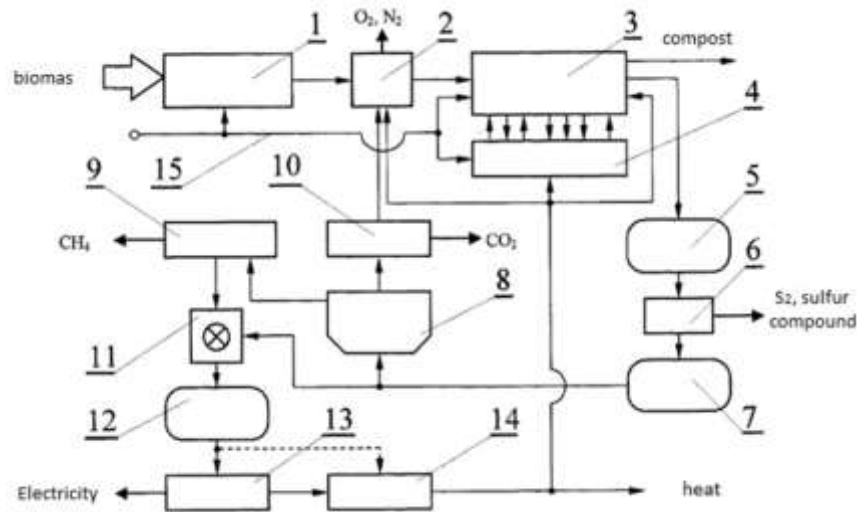 O₂, N₂
1
2
3
compost
biomas
4
15
9
10
5
CH₄
CO₂
6
8
S₂, sulfur
compound
11
7
12
13
14
Electricity
heat